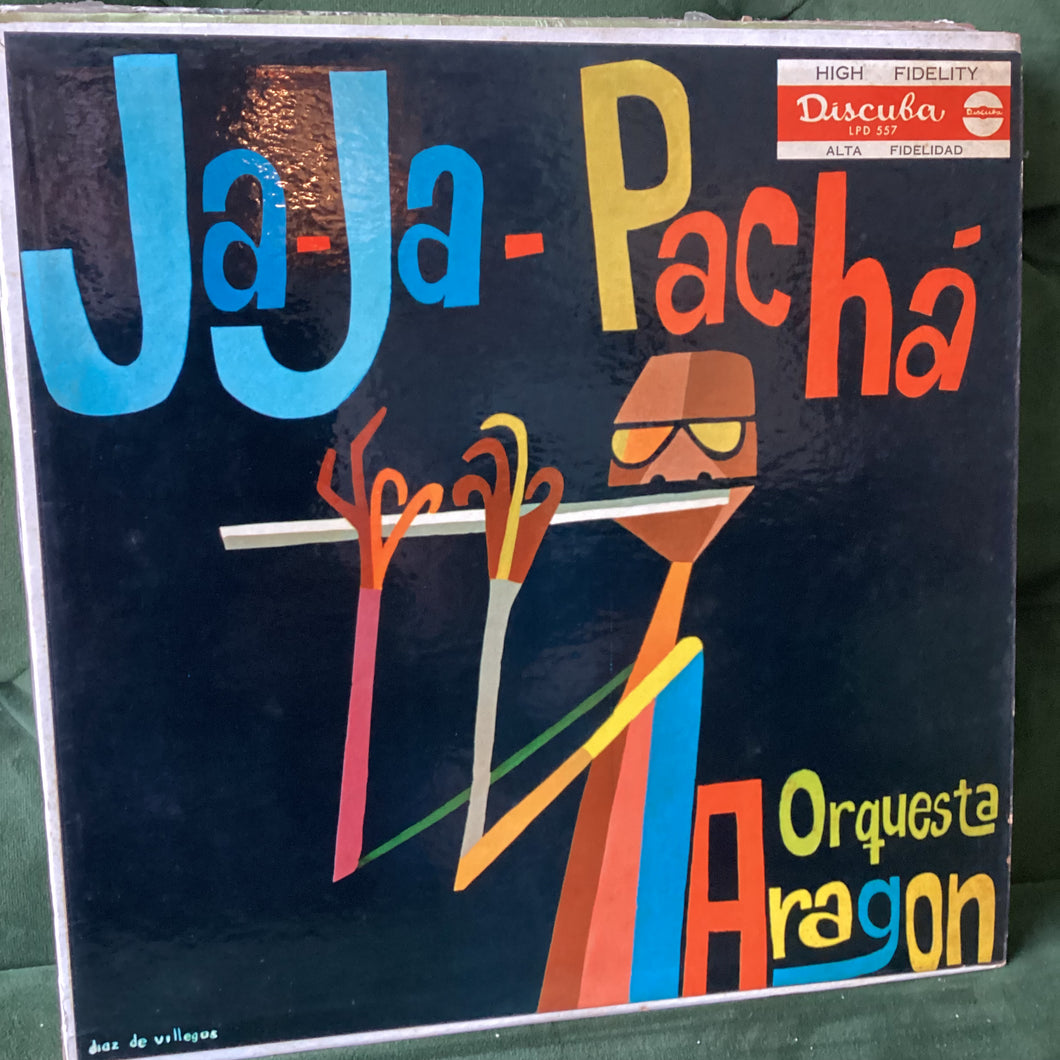 Ja-Ja-Pachá
HIGH FIDELITY
Discuba
LPD 557
Discuba
ALTA FIDELIDAD
Orquesta
Aragon
diaz de villegas